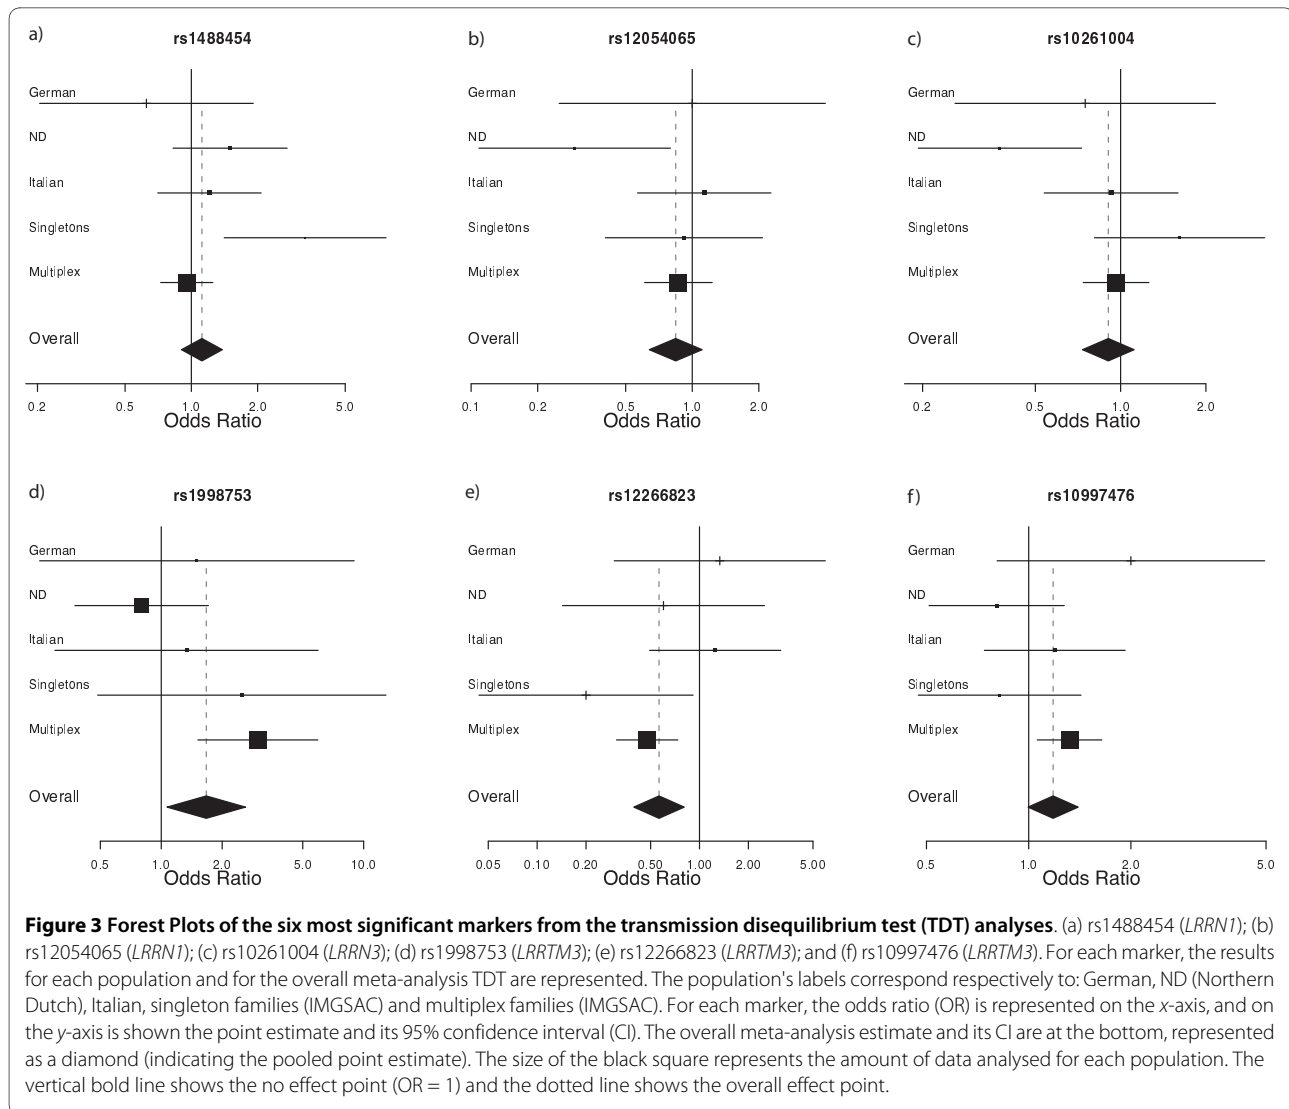 a)
rs1488454
German
ND
Italian
Singletons
Multiplex
Overall
0.2 0.5 1.0 2.0 5.0
Odds Ratio
b)
rs12054065
German
ND
Italian
Singletons
Multiplex
Overall
0.1 0.2 0.5 1.0 2.0
Odds Ratio
c)
rs10261004
German
ND
Italian
Singletons
Multiplex
Overall
0.2 0.5 1.0 2.0
Odds Ratio
d)
rs1998753
German
ND
Italian
Singletons
Multiplex
Overall
0.5 1.0 2.0 5.0 10.0
Odds Ratio
e)
rs12266823
German
ND
Italian
Singletons
Multiplex
Overall
0.05 0.10 0.20 0.50 1.00 2.00 5.00
Odds Ratio
f)
rs10997476
German
ND
Italian
Singletons
Multiplex
Overall
0.5 1.0 2.0 5.0
Odds Ratio
Figure 3 Forest Plots of the six most significant markers from the transmission disequilibrium test (TDT) analyses. (a) rs1488454 (LRRN1); (b)
rs12054065 (LRRN1); (c) rs10261004 (LRRN3); (d) rs1998753 (LRRTM3); (e) rs12266823 (LRRTM3); and (f) rs10997476 (LRRTM3). For each marker, the results
for each population and for the overall meta-analysis TDT are represented. The population's labels correspond respectively to: German, ND (Northern
Dutch), Italian, singleton families (IMGSAC) and multiplex families (IMGSAC). For each marker, the odds ratio (OR) is represented on the x-axis, and on
the y-axis is shown the point estimate and its 95% confidence interval (CI). The overall meta-analysis estimate and its CI are at the bottom, represented
as a diamond (indicating the pooled point estimate). The size of the black square represents the amount of data analysed for each population. The
vertical bold line shows the no effect point (OR = 1) and the dotted line shows the overall effect point.